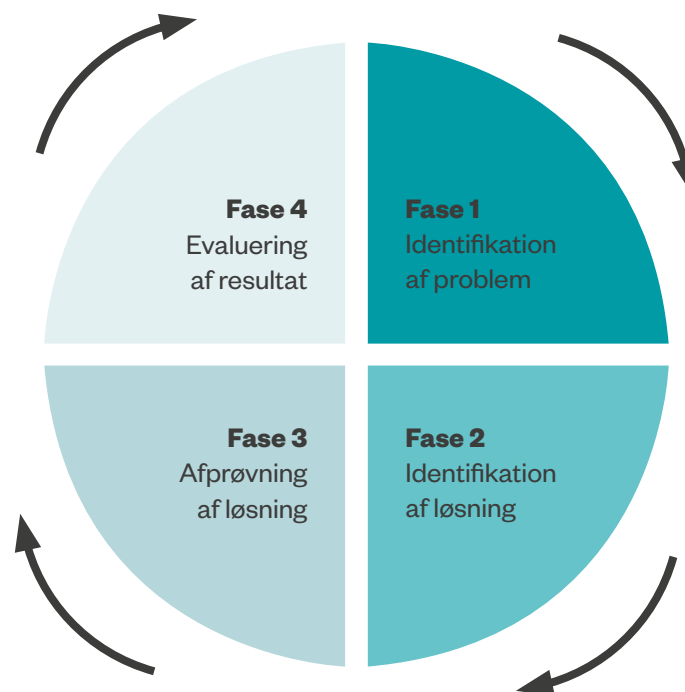 Fase 4
Evaluering
af resultat
Fase 1
Identifikation
af problem
Fase 3
Afprøvning
af løsning
Fase 2
Identifikation
af løsning